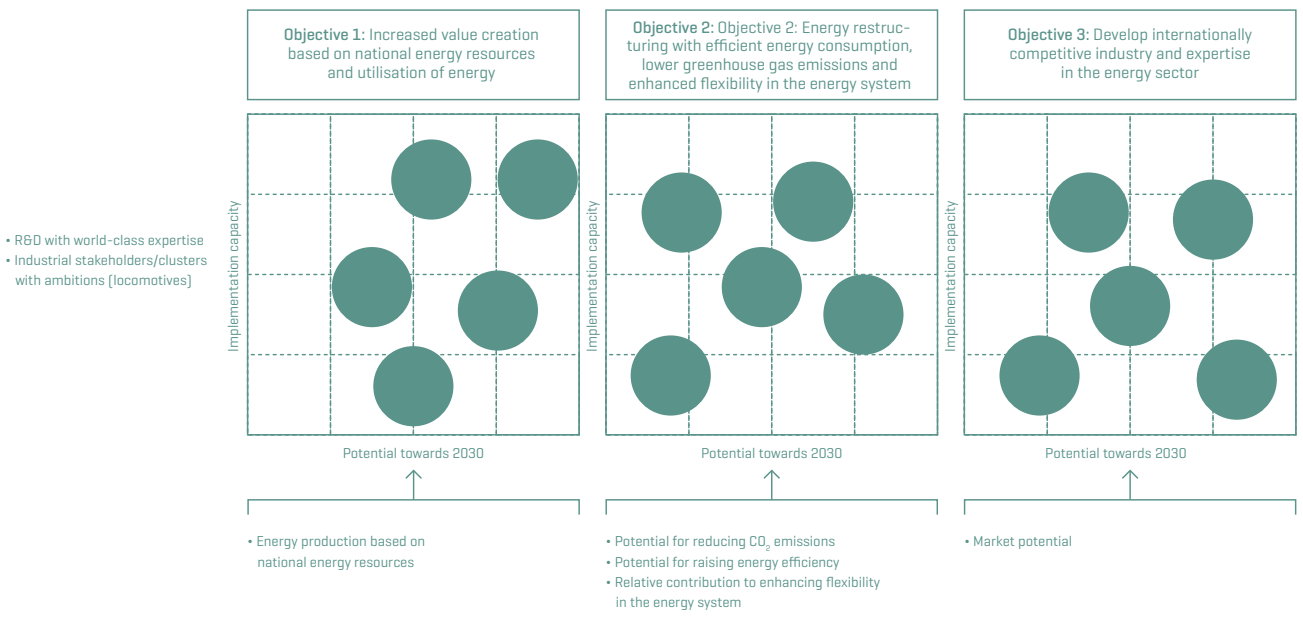 Objective 1: Increased value creation
based on national energy resources
and utilisation of energy
Objective 2: Objective 2: Energy restruc-
turing with efficient energy consumption,
lower greenhouse gas emissions and
enhanced flexibility in the energy system
Objective 3: Develop internationally
competitive industry and expertise
in the energy sector
• R&D with world-class expertise
• Industrial stakeholders/clusters
with ambitions (locomotives)
Implementation capacity
Implementation capacity
Implementation capacity
Potential towards 2030
Potential towards 2030
Potential towards 2030
• Energy production based on
national energy resources
• Potential for reducing CO₂ emissions
• Potential for raising energy efficiency
• Relative contribution to enhancing flexibility
in the energy system
• Market potential